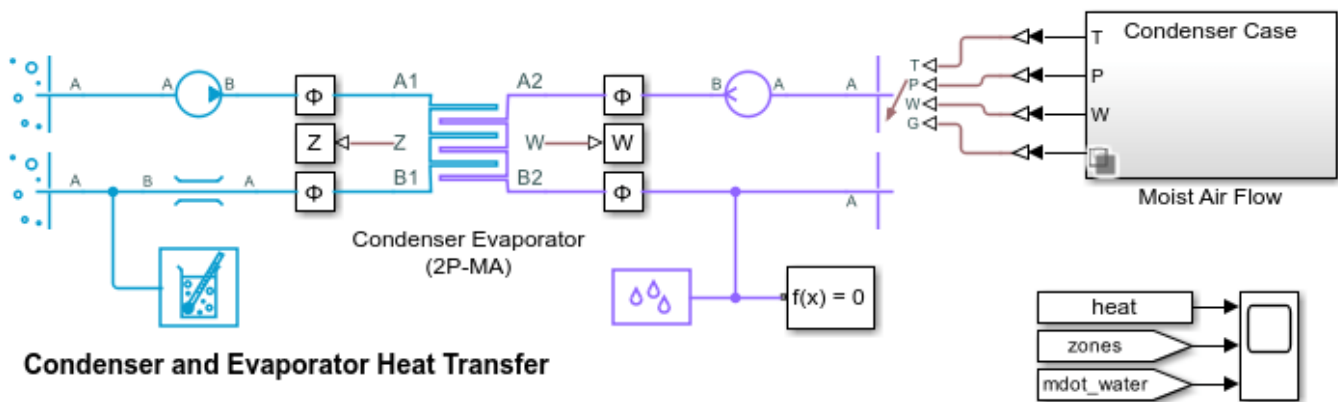 Condenser Case
T
P
W
Moist Air Flow
T
P
W
G
A
A
B
Φ
A1
A2
Φ
B
A
A
Z
Z
W
W
A
B
A
Φ
B1
B2
Φ
A
Condenser Evaporator
(2P-MA)
f(x) = 0
heat
zones
mdot_water
Condenser and Evaporator Heat Transfer